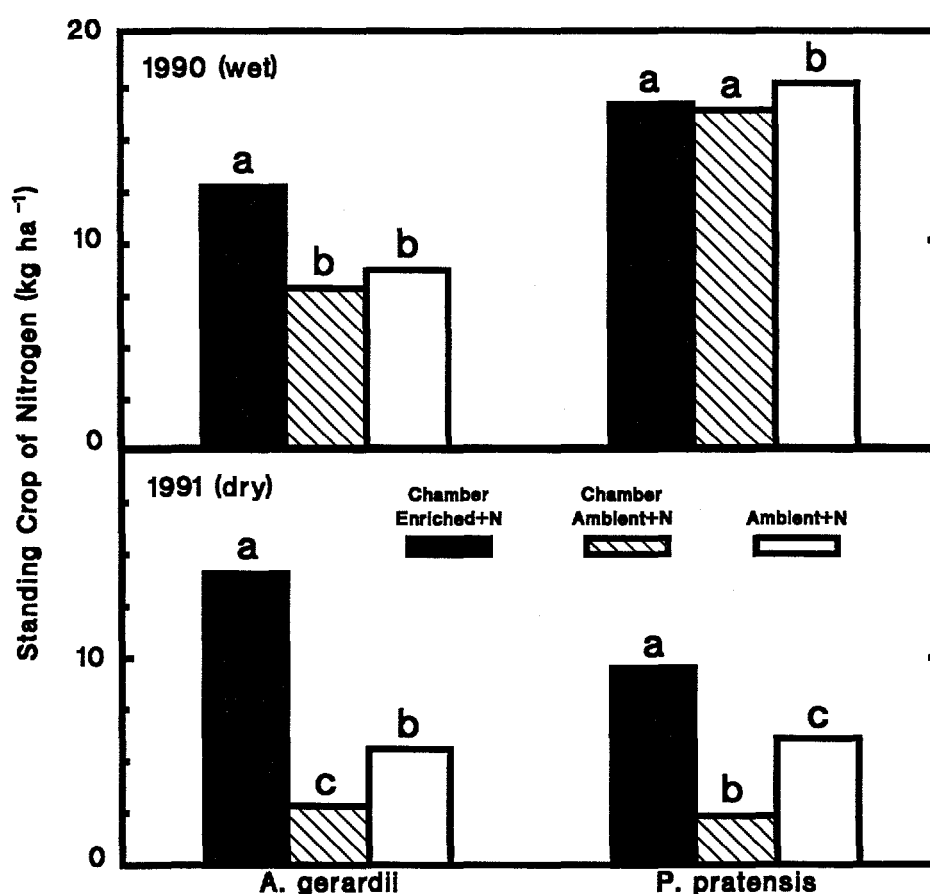 Standing Crop of Nitrogen (kg ha⁻¹)
20
10
0
1990 (wet)
a
b
b
a
a
b
1991 (dry)
Chamber
Enriched+N
Chamber
Ambient+N
Ambient+N
10
0
a
c
b
a
b
c
A. gerardii
P. pratensis